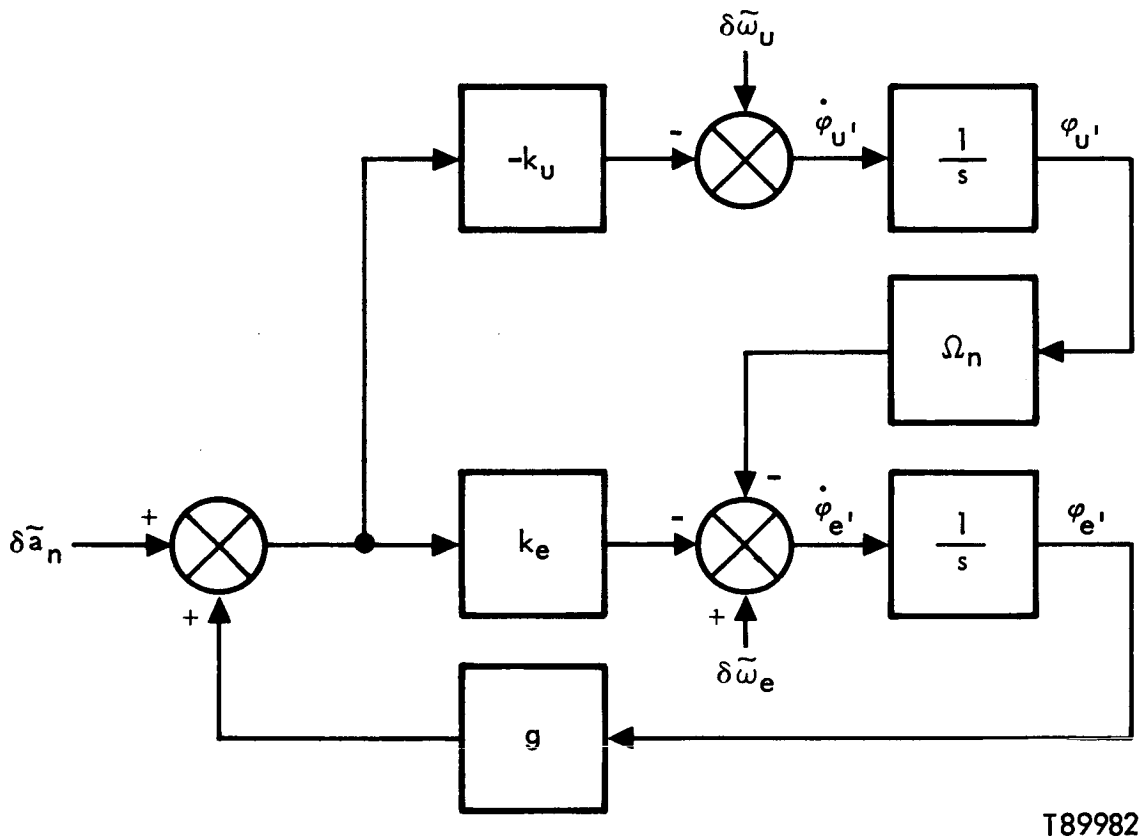 δω̃u
-ku
-
φ̇u'
1/s
φu'
Ωn
δãn
+
+
ke
-
-
+
φ̇e'
1/s
φe'
δω̃e
g
T89982